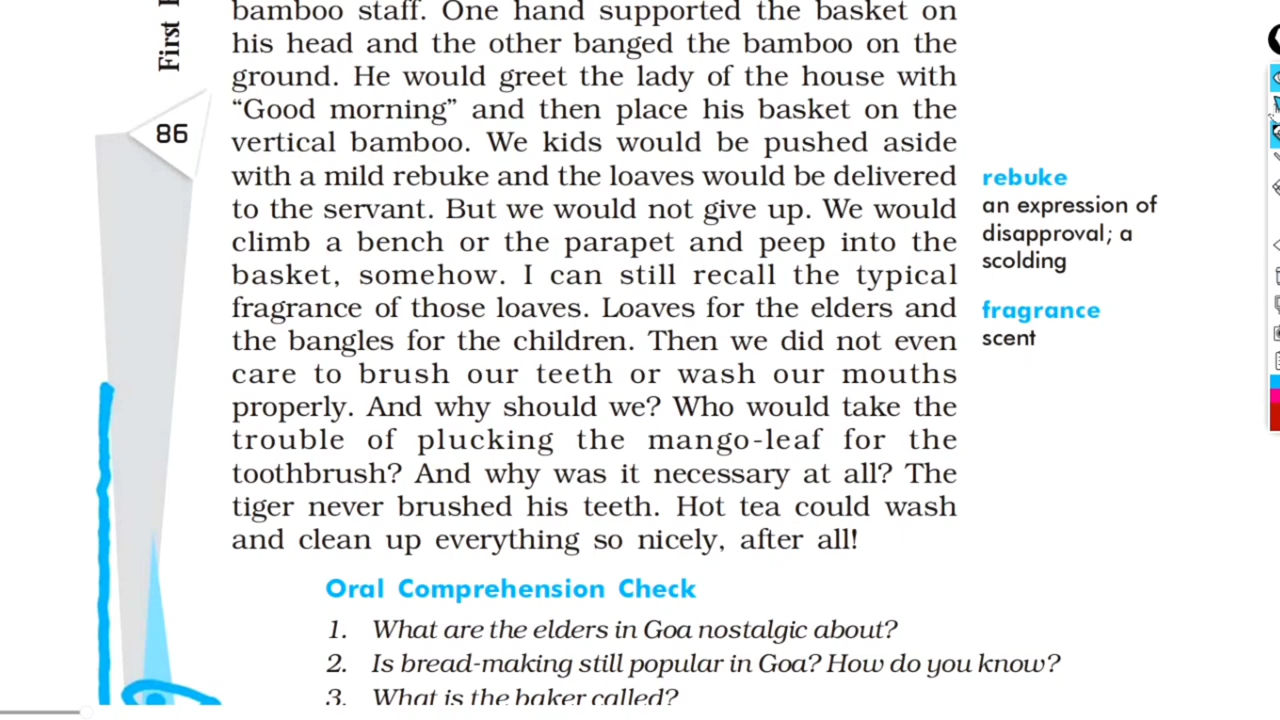 First
86
bamboo staff. One hand supported the basket on
his head and the other banged the bamboo on the
ground. He would greet the lady of the house with
“Good morning” and then place his basket on the
vertical bamboo. We kids would be pushed aside
with a mild rebuke and the loaves would be delivered
to the servant. But we would not give up. We would
climb a bench or the parapet and peep into the
basket, somehow. I can still recall the typical
fragrance of those loaves. Loaves for the elders and
the bangles for the children. Then we did not even
care to brush our teeth or wash our mouths
properly. And why should we? Who would take the
trouble of plucking the mango-leaf for the
toothbrush? And why was it necessary at all? The
tiger never brushed his teeth. Hot tea could wash
and clean up everything so nicely, after all!
rebuke
an expression of
disapproval; a
scolding
fragrance
scent
Oral Comprehension Check
1. What are the elders in Goa nostalgic about?
2. Is bread-making still popular in Goa? How do you know?
3. What is the baker called?